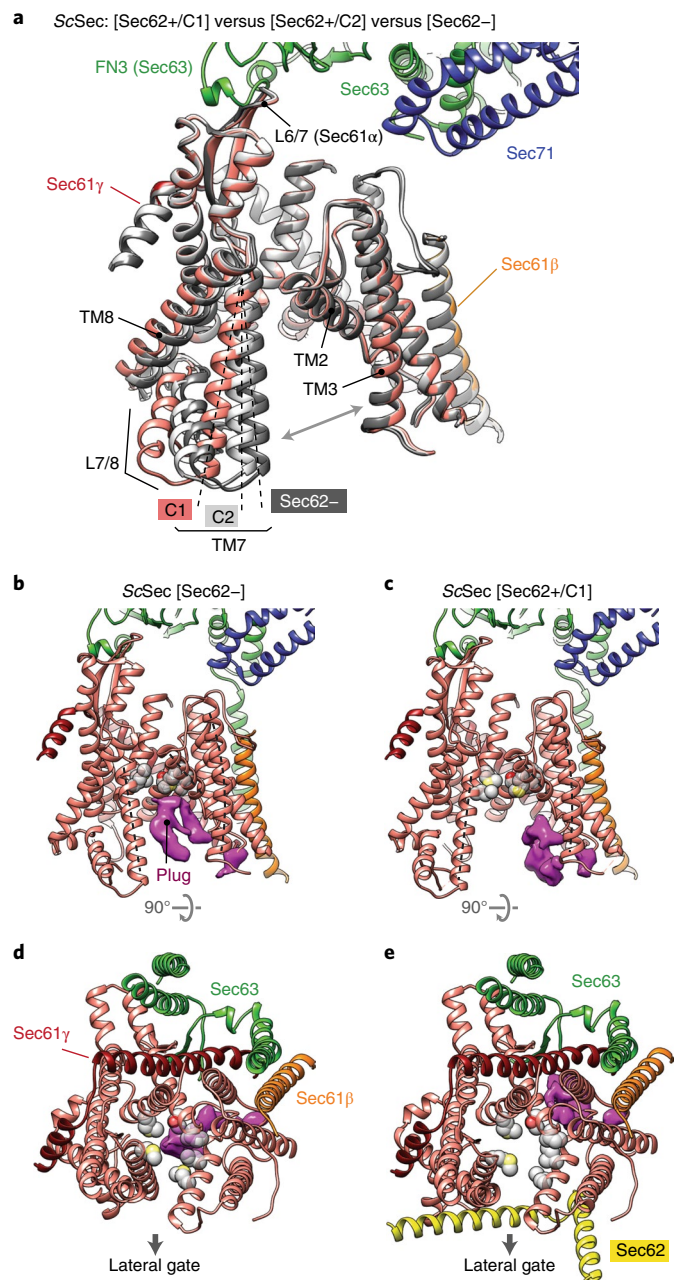 a ScSec: [Sec62+/C1] versus [Sec62+/C2] versus [Sec62−]
FN3 (Sec63)
Sec63
L6/7 (Sec61α)
Sec71
Sec61γ
Sec61β
TM8
TM2
TM3
L7/8
C1
C2
Sec62−
TM7
b ScSec [Sec62−]
c ScSec [Sec62+/C1]
Plug
90°
90°
d
e
Sec63
Sec61γ
Sec61β
Lateral gate
Lateral gate
Sec62